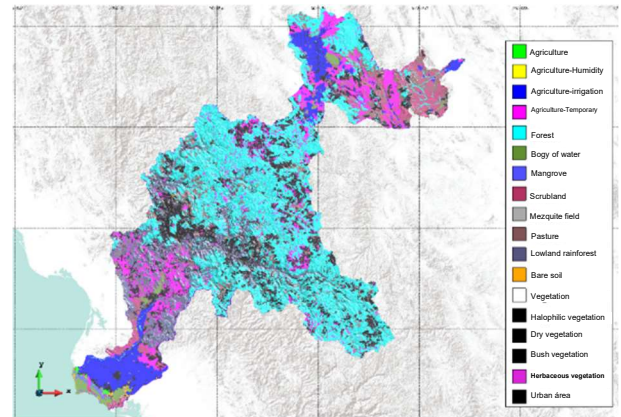 Agriculture
Agriculture-Humidity
Agriculture-irrigation
Agriculture-Temporary
Forest
Bogy of water
Mangrove
Scrubland
Mezquite field
Pasture
Lowland rainforest
Bare soil
Vegetation
Halophilic vegetation
Dry vegetation
Bush vegetation
Herbaceous vegetation
Urban área
y
x